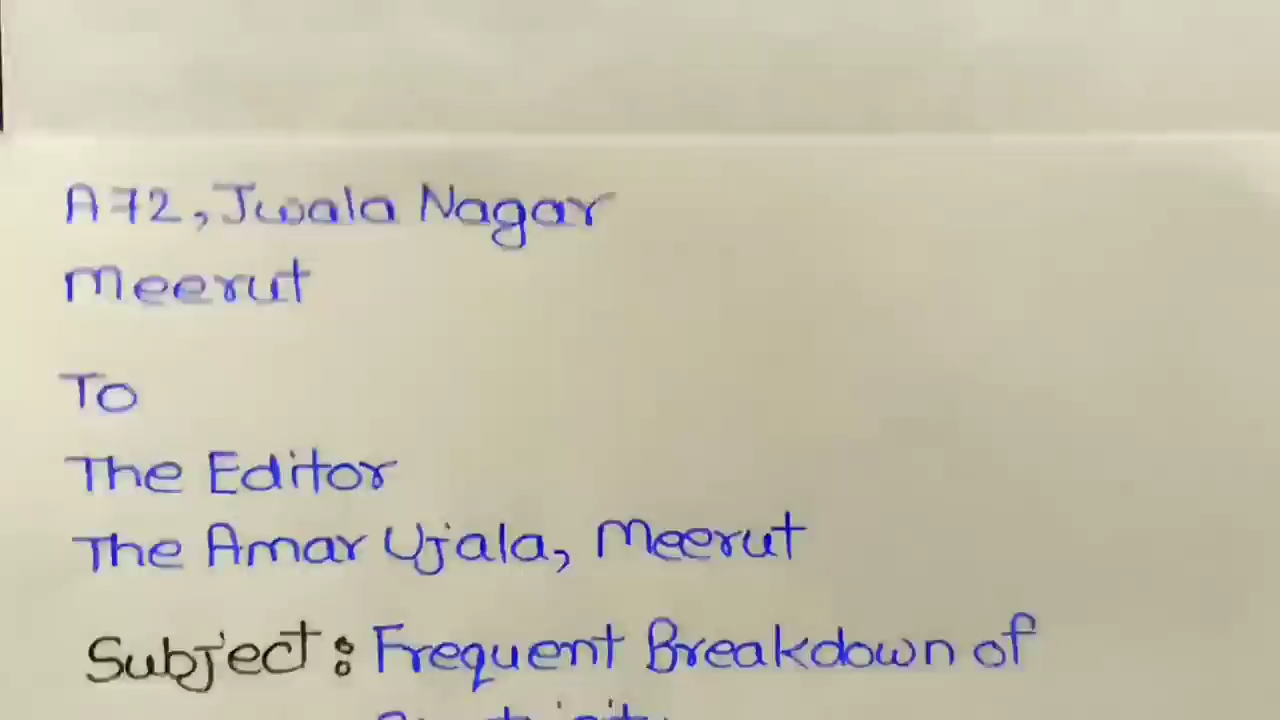 A72, Jwala Nagar
Meerut
To
The Editor
The Amar Ujala, Meerut
Subject : Frequent Breakdown of